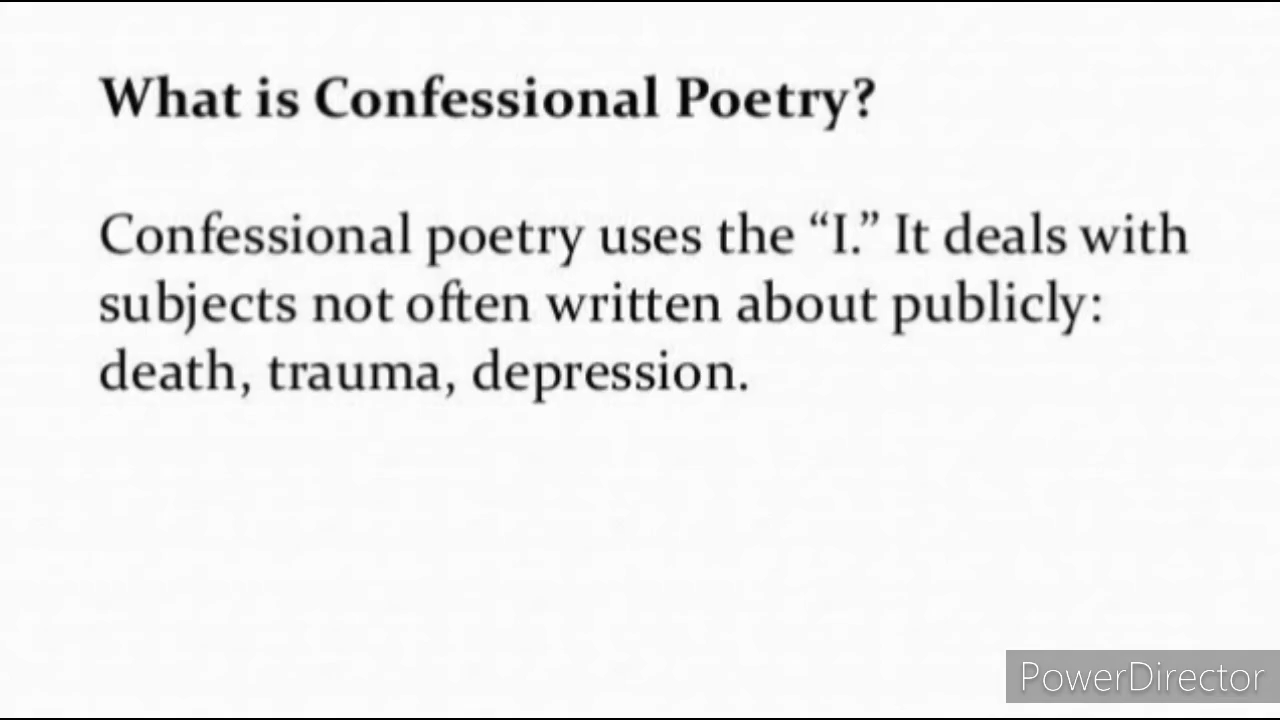 What is Confessional Poetry?
Confessional poetry uses the “I.” It deals with
subjects not often written about publicly:
death, trauma, depression.
PowerDirector